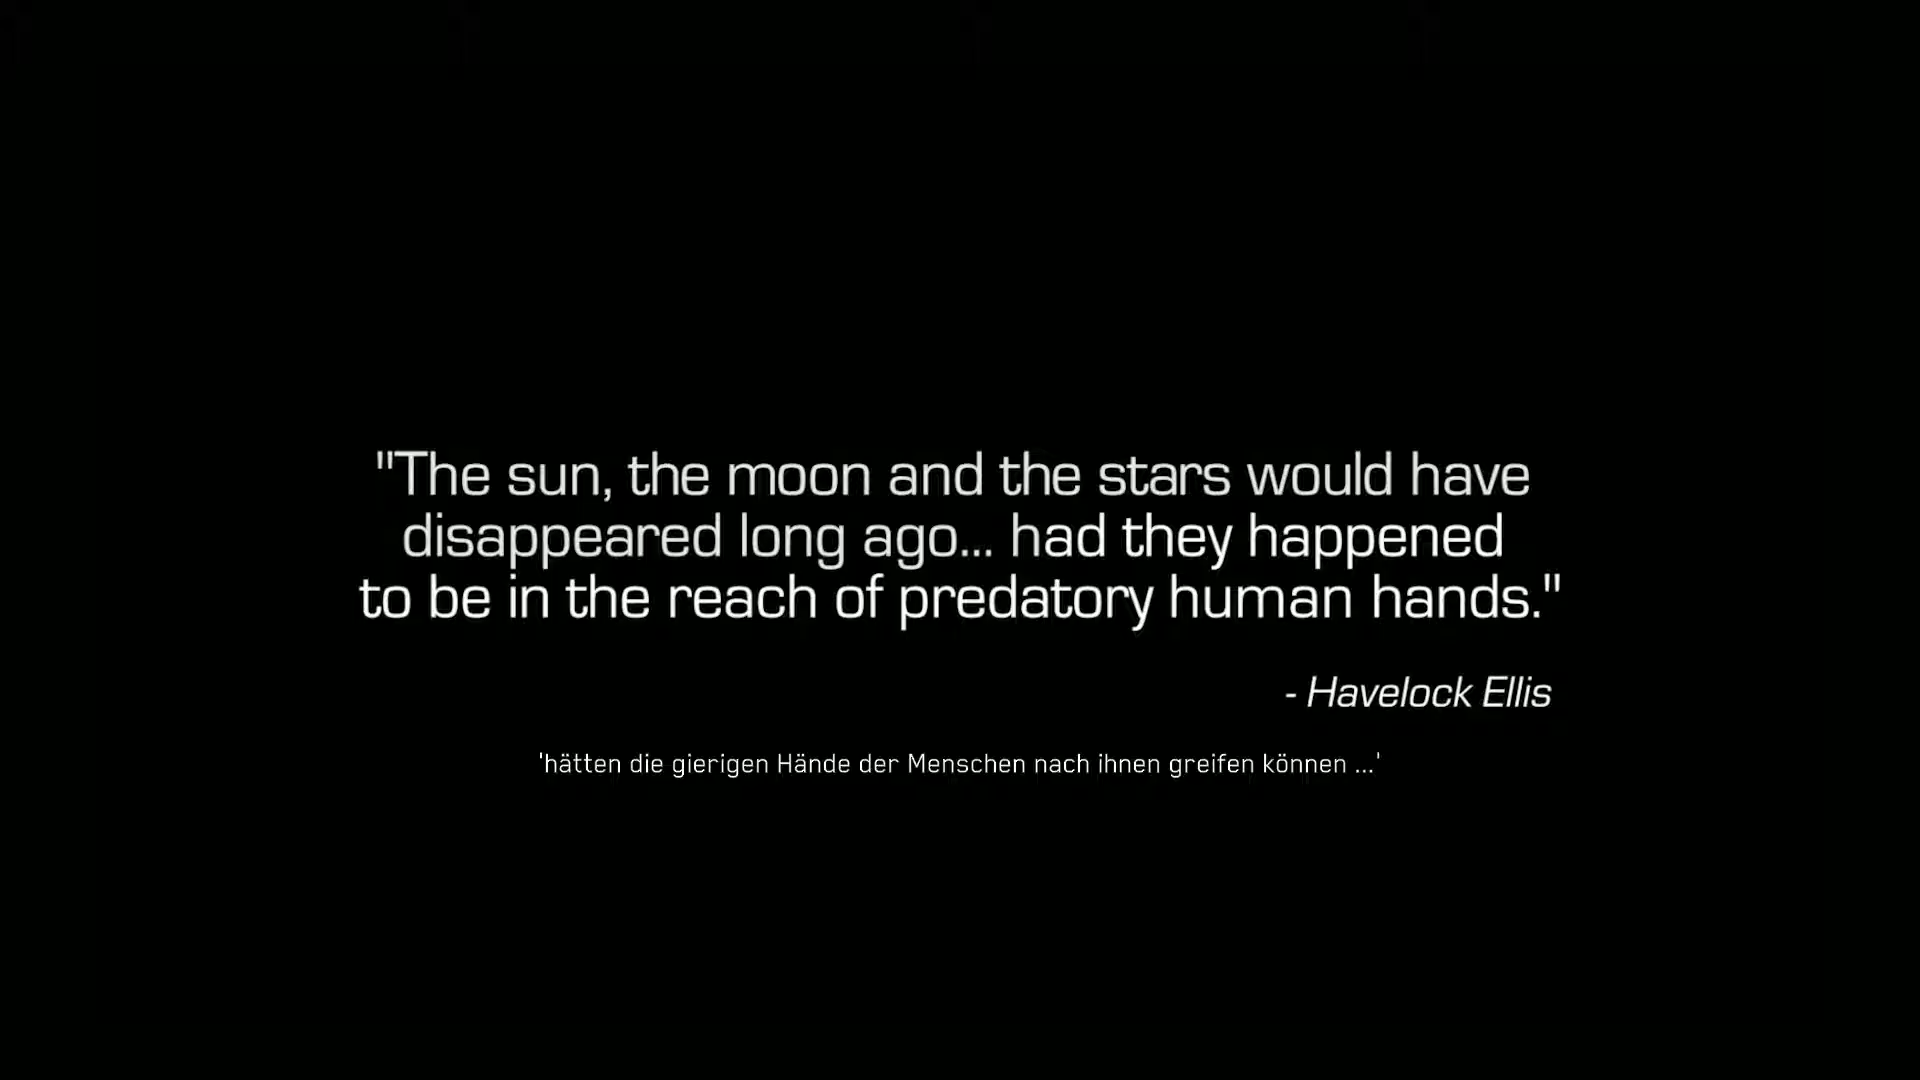 "The sun, the moon and the stars would have
disappeared long ago... had they happened
to be in the reach of predatory human hands."
- Havelock Ellis
'hätten die gierigen Hände der Menschen nach ihnen greifen können ...'